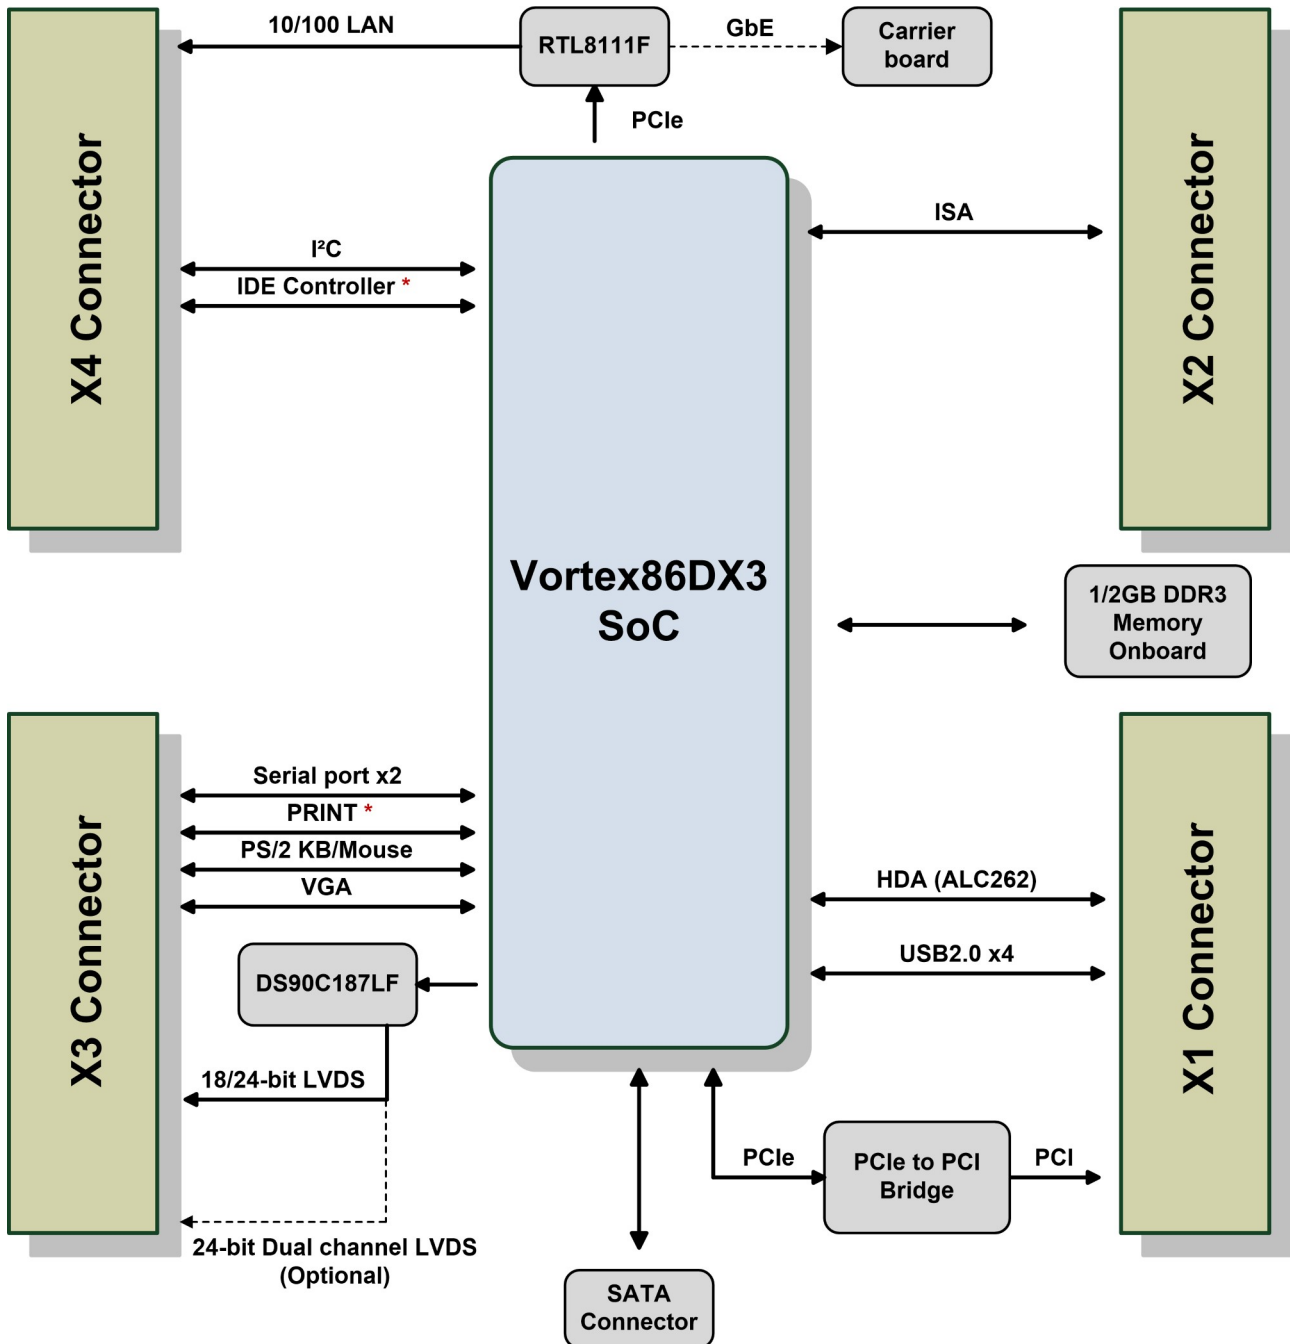 10/100 LAN
RTL8111F
GbE
Carrier
board
PCIe
X4 Connector
X2 Connector
ISA
I²C
IDE Controller *
Vortex86DX3
SoC
1/2GB DDR3
Memory
Onboard
Serial port x2
PRINT *
PS/2 KB/Mouse
VGA
X3 Connector
X1 Connector
HDA (ALC262)
USB2.0 x4
DS90C187LF
18/24-bit LVDS
PCIe
PCIe to PCI
Bridge
PCI
24-bit Dual channel LVDS
(Optional)
SATA
Connector